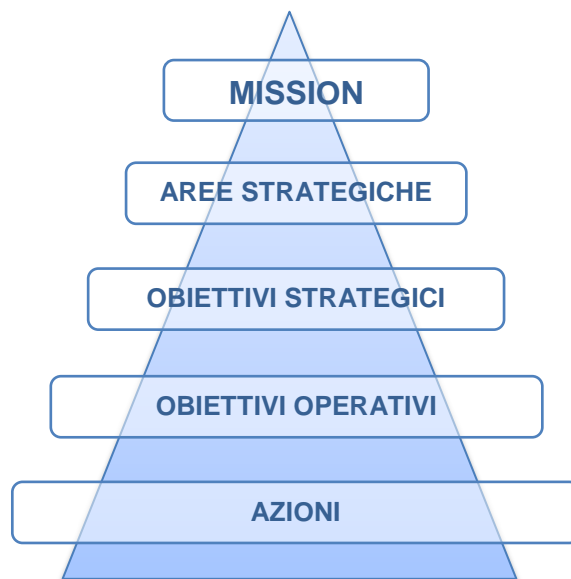 MISSION
AREE STRATEGICHE
OBIETTIVI STRATEGICI
OBIETTIVI OPERATIVI
AZIONI